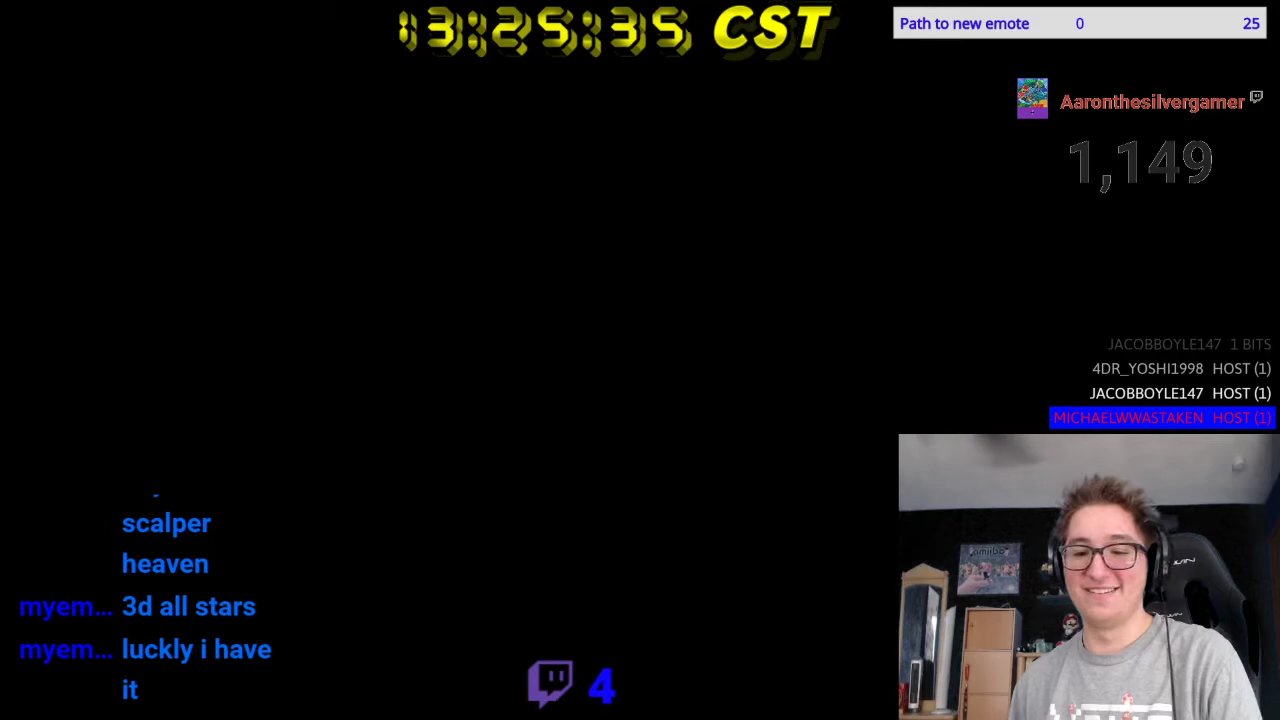 13:25:35 CST
Path to new emote 0 25
Aaronthesilvergamer
1,149
JACOBBOYLE147 1 BITS
4DR_YOSHI1998 HOST (1)
JACOBBOYLE147 HOST (1)
MICHAELWWASTAKEN HOST (1)
scalper
heaven
myem... 3d all stars
myem... luckly i have
it
4
amiibo